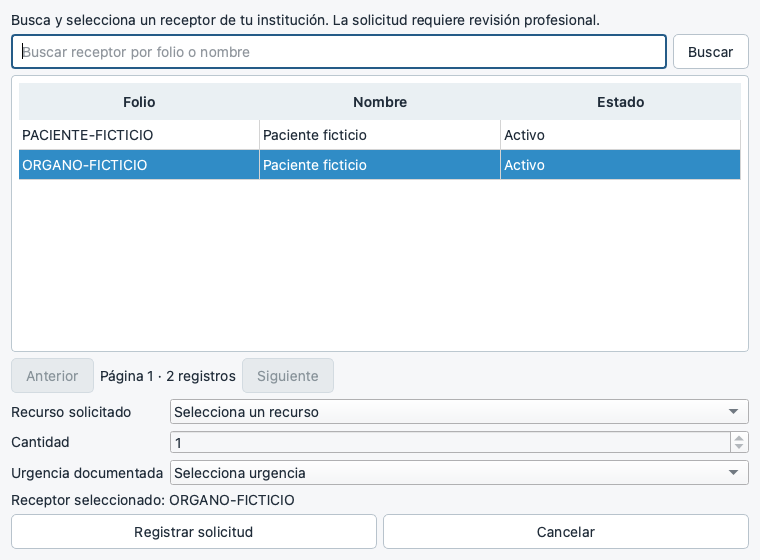 Busca y selecciona un receptor de tu institución. La solicitud requiere revisión profesional.
Buscar receptor por folio o nombre
Buscar
Folio Nombre Estado
PACIENTE-FICTICIO Paciente ficticio Activo
ORGANO-FICTICIO Paciente ficticio Activo
Anterior Página 1 · 2 registros Siguiente
Recurso solicitado Selecciona un recurso
Cantidad 1
Urgencia documentada Selecciona urgencia
Receptor seleccionado: ORGANO-FICTICIO
Registrar solicitud Cancelar